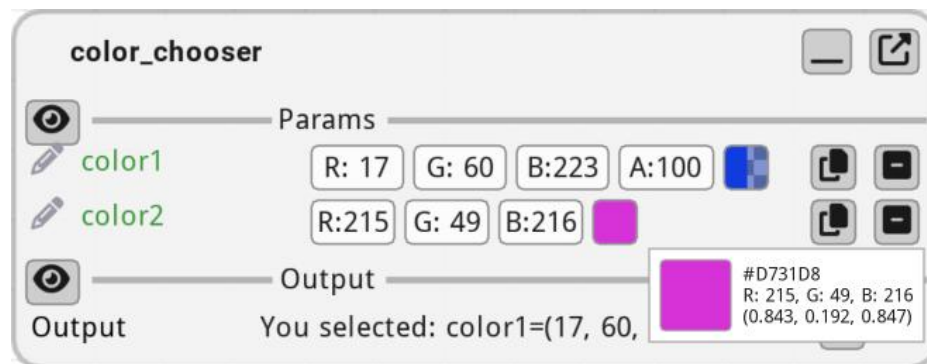 color_chooser
Params
color1 R: 17 G: 60 B:223 A:100
color2 R:215 G: 49 B:216
Output
#D731D8
R: 215, G: 49, B: 216
(0.843, 0.192, 0.847)
Output You selected: color1=(17, 60,